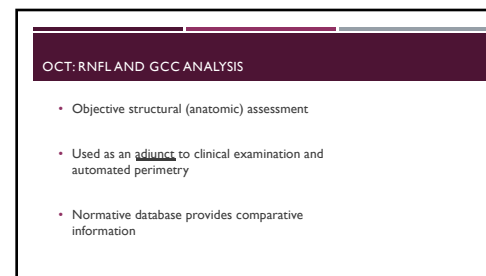 OCT: RNFL AND GCC ANALYSIS
• Objective structural (anatomic) assessment
• Used as an adjunct to clinical examination and
automated perimetry
• Normative database provides comparative
information